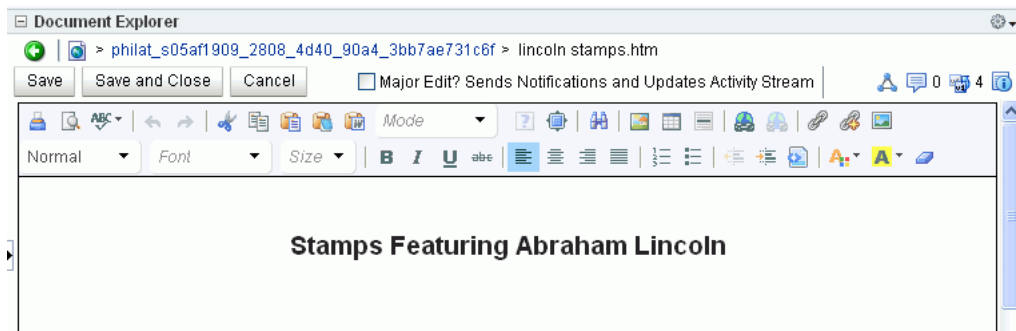 Document Explorer
> philat_s05af1909_2808_4d40_90a4_3bb7ae731c6f > lincoln stamps.htm
Save Save and Close Cancel Major Edit? Sends Notifications and Updates Activity Stream 0 4
ABC Mode
Normal Font Size B I U abc A A
Stamps Featuring Abraham Lincoln